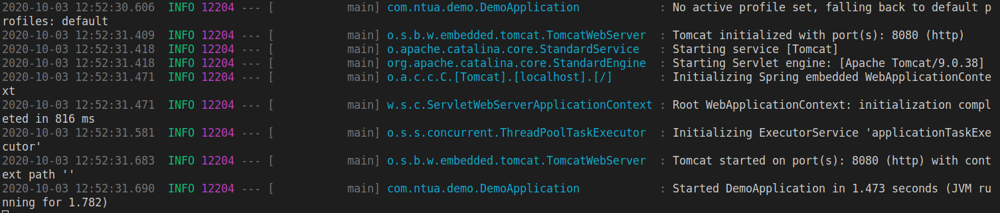 2020-10-03 12:52:30.606  INFO 12204 --- [           main] com.ntua.demo.DemoApplication            : No active profile set, falling back to default p
rofiles: default
2020-10-03 12:52:31.409  INFO 12204 --- [           main] o.s.b.w.embedded.tomcat.TomcatWebServer  : Tomcat initialized with port(s): 8080 (http)
2020-10-03 12:52:31.418  INFO 12204 --- [           main] o.apache.catalina.core.StandardService   : Starting service [Tomcat]
2020-10-03 12:52:31.418  INFO 12204 --- [           main] org.apache.catalina.core.StandardEngine  : Starting Servlet engine: [Apache Tomcat/9.0.38]
2020-10-03 12:52:31.471  INFO 12204 --- [           main] o.a.c.c.C.[Tomcat].[localhost].[/]       : Initializing Spring embedded WebApplicationConte
xt
2020-10-03 12:52:31.471  INFO 12204 --- [           main] w.s.c.ServletWebServerApplicationContext : Root WebApplicationContext: initialization compl
eted in 816 ms
2020-10-03 12:52:31.581  INFO 12204 --- [           main] o.s.s.concurrent.ThreadPoolTaskExecutor  : Initializing ExecutorService 'applicationTaskExe
cutor'
2020-10-03 12:52:31.683  INFO 12204 --- [           main] o.s.b.w.embedded.tomcat.TomcatWebServer  : Tomcat started on port(s): 8080 (http) with cont
ext path ''
2020-10-03 12:52:31.690  INFO 12204 --- [           main] com.ntua.demo.DemoApplication            : Started DemoApplication in 1.473 seconds (JVM ru
nning for 1.782)